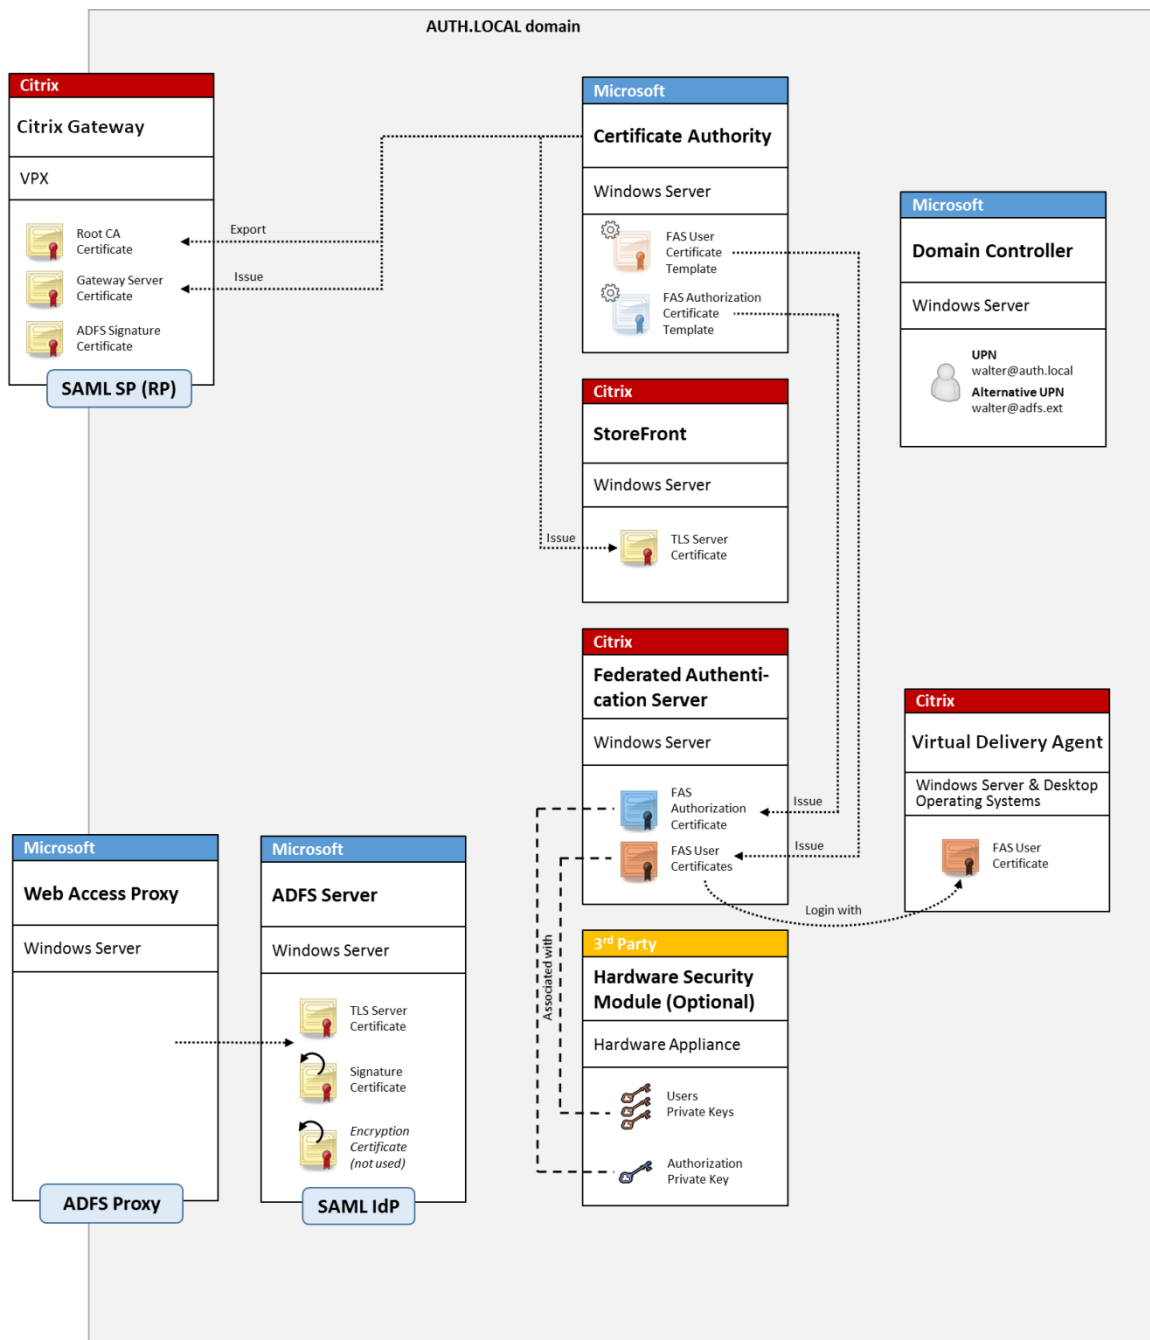 AUTH.LOCAL domain
Citrix
Citrix Gateway
VPX
Root CA
Certificate
Gateway Server
Certificate
ADFS Signature
Certificate
SAML SP (RP)
Export
Issue
Microsoft
Certificate Authority
Windows Server
FAS User
Certificate
Template
FAS Authorization
Certificate
Template
Microsoft
Domain Controller
Windows Server
UPN
walter@auth.local
Alternative UPN
walter@adfs.ext
Citrix
StoreFront
Windows Server
Issue
TLS Server
Certificate
Citrix
Federated Authenti-
cation Server
Windows Server
FAS
Authorization
Certificate
Issue
FAS User
Certificates
Issue
Login with
Citrix
Virtual Delivery Agent
Windows Server & Desktop
Operating Systems
FAS User
Certificate
Microsoft
Web Access Proxy
Windows Server
ADFS Proxy
Microsoft
ADFS Server
Windows Server
TLS Server
Certificate
Signature
Certificate
Encryption
Certificate
(not used)
SAML IdP
Associated with
3rd Party
Hardware Security
Module (Optional)
Hardware Appliance
Users
Private Keys
Authorization
Private Key